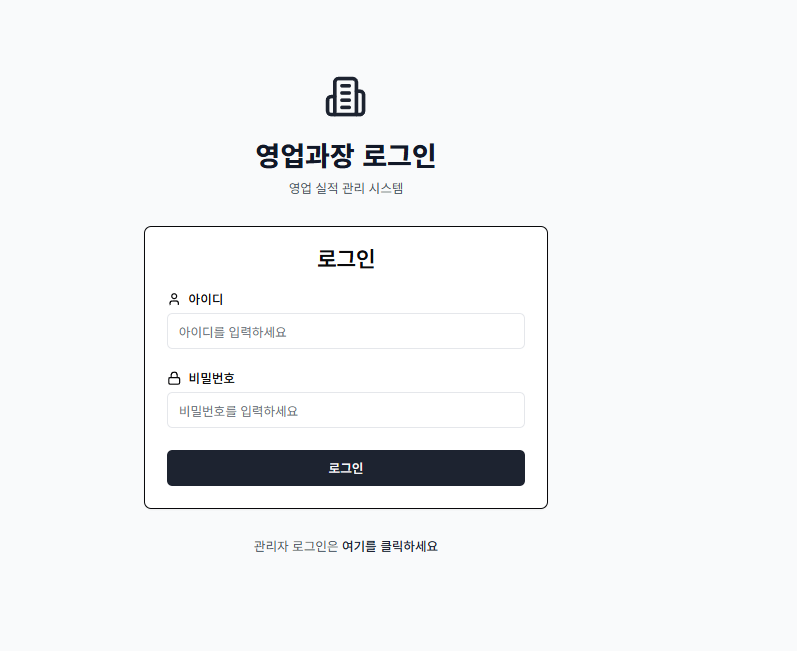 영업과장 로그인
영업 실적 관리 시스템
로그인
아이디
아이디를 입력하세요
비밀번호
비밀번호를 입력하세요
로그인
관리자 로그인은 여기를 클릭하세요